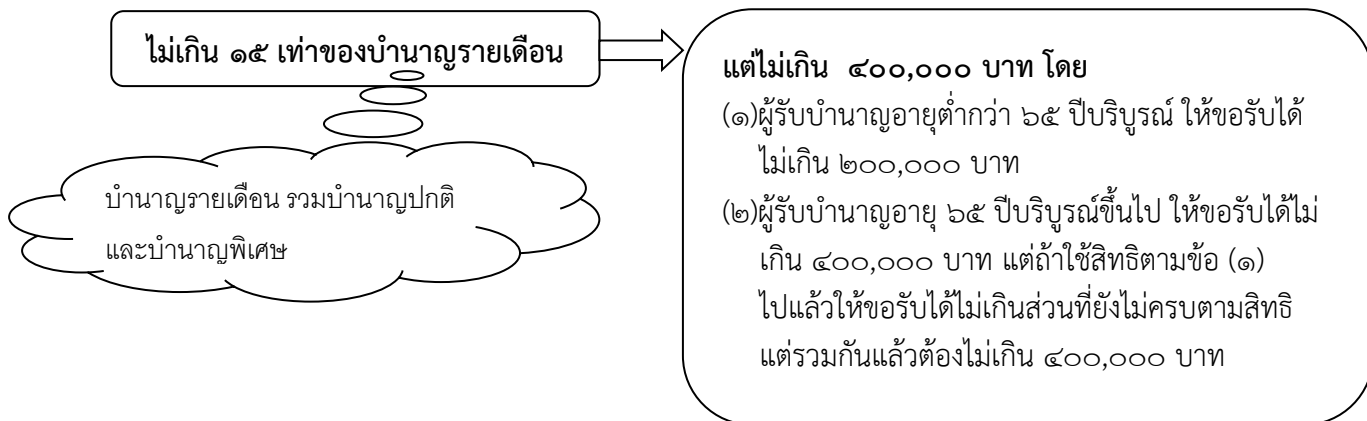 ไม่เกิน ๑๕ เท่าของบำนาญรายเดือน
บำนาญรายเดือน รวมบำนาญปกติ
และบำนาญพิเศษ
แต่ไม่เกิน ๔๐๐,๐๐๐ บาท โดย
(๑)ผู้รับบำนาญอายุต่ำกว่า ๖๕ ปีบริบูรณ์ ให้ขอรับได้
ไม่เกิน ๒๐๐,๐๐๐ บาท
(๒)ผู้รับบำนาญอายุ ๖๕ ปีบริบูรณ์ขึ้นไป ให้ขอรับได้ไม่
เกิน ๔๐๐,๐๐๐ บาท แต่ถ้าใช้สิทธิตามข้อ (๑)
ไปแล้วให้ขอรับได้ไม่เกินส่วนที่ยังไม่ครบตามสิทธิ
แต่รวมกันแล้วต้องไม่เกิน ๔๐๐,๐๐๐ บาท